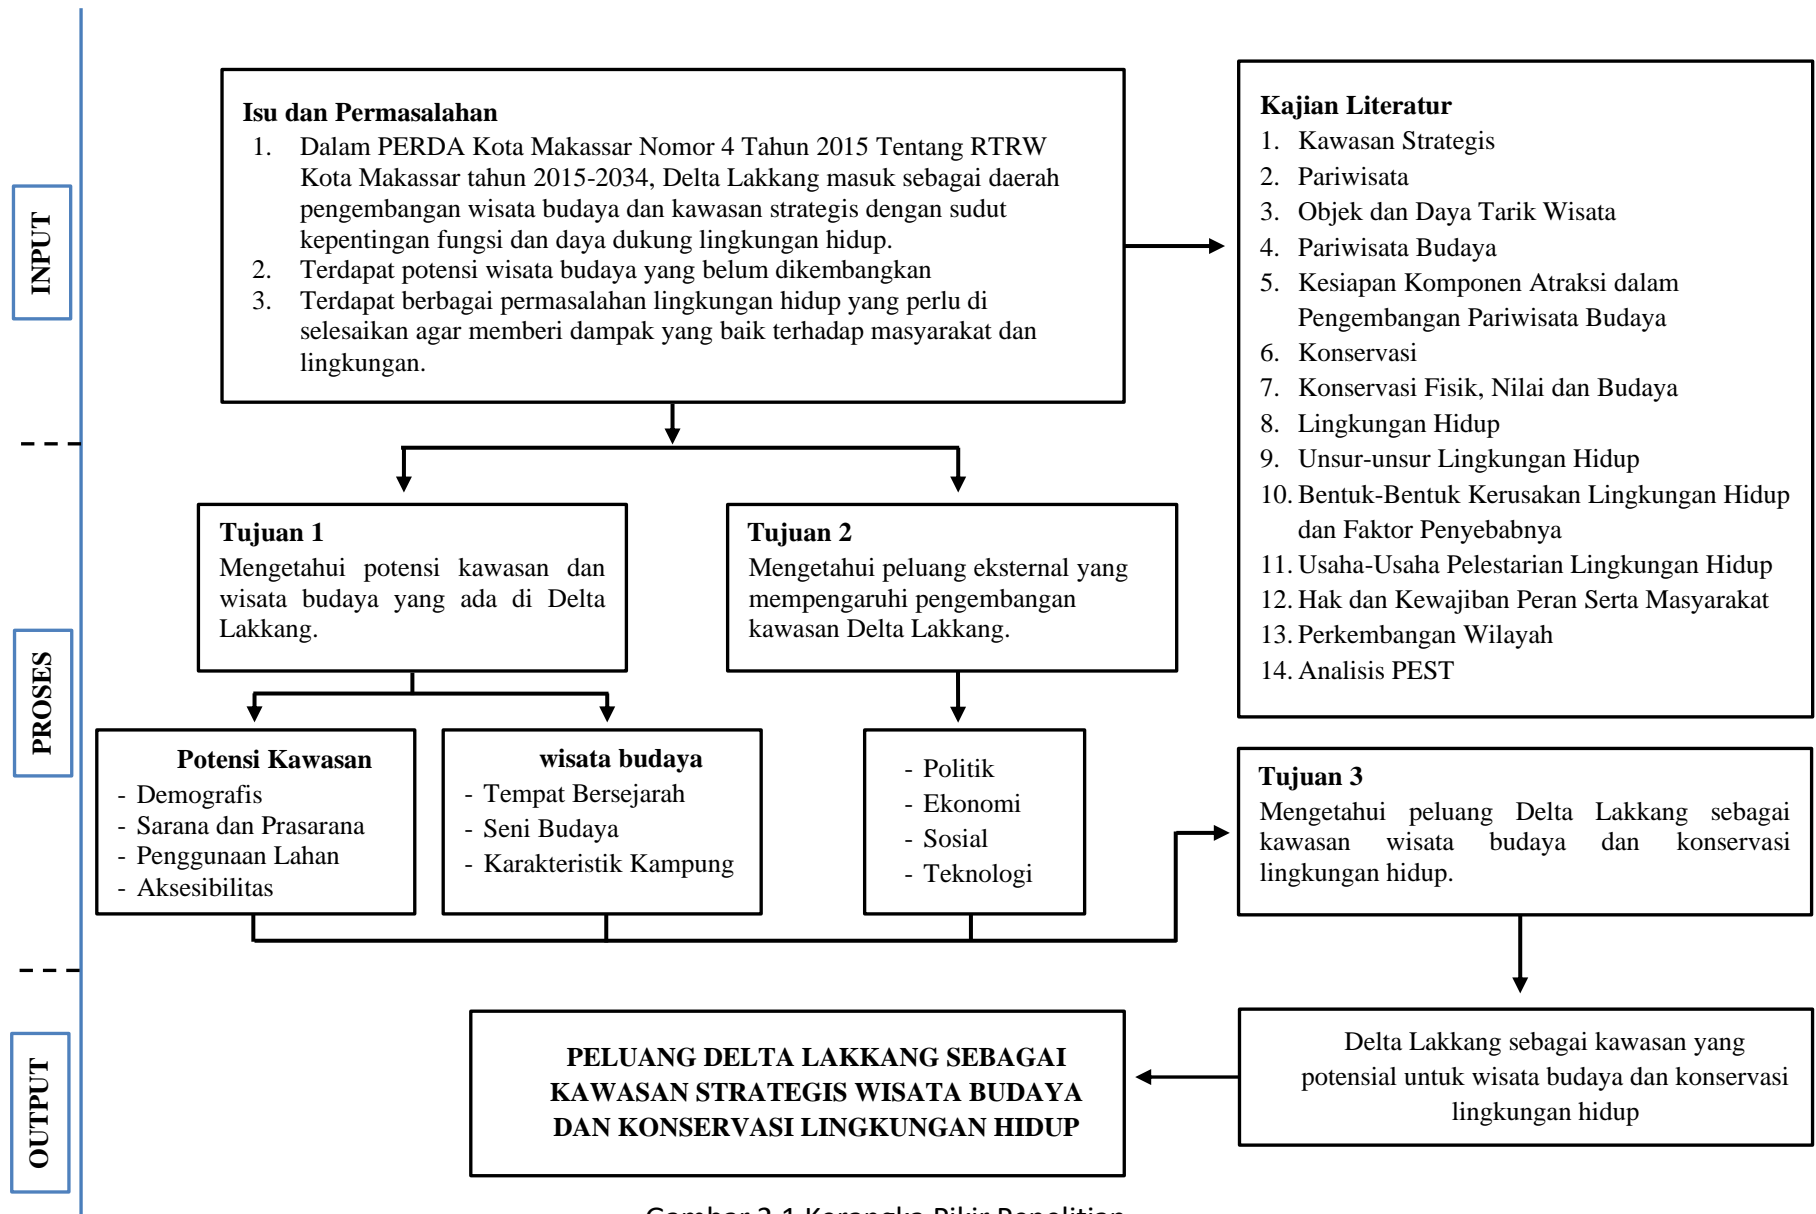 INPUT
Isu dan Permasalahan
1. Dalam PERDA Kota Makassar Nomor 4 Tahun 2015 Tentang RTRW
Kota Makassar tahun 2015-2034, Delta Lakkang masuk sebagai daerah
pengembangan wisata budaya dan kawasan strategis dengan sudut
kepentingan fungsi dan daya dukung lingkungan hidup.
2. Terdapat potensi wisata budaya yang belum dikembangkan
3. Terdapat berbagai permasalahan lingkungan hidup yang perlu di
selesaikan agar memberi dampak yang baik terhadap masyarakat dan
lingkungan.
Kajian Literatur
1. Kawasan Strategis
2. Pariwisata
3. Objek dan Daya Tarik Wisata
4. Pariwisata Budaya
5. Kesiapan Komponen Atraksi dalam
Pengembangan Pariwisata Budaya
6. Konservasi
7. Konservasi Fisik, Nilai dan Budaya
8. Lingkungan Hidup
9. Unsur-unsur Lingkungan Hidup
10. Bentuk-Bentuk Kerusakan Lingkungan Hidup
dan Faktor Penyebabnya
11. Usaha-Usaha Pelestarian Lingkungan Hidup
12. Hak dan Kewajiban Peran Serta Masyarakat
13. Perkembangan Wilayah
14. Analisis PEST
PROSES
Tujuan 1
Mengetahui potensi kawasan dan
wisata budaya yang ada di Delta
Lakkang.
Tujuan 2
Mengetahui peluang eksternal yang
mempengaruhi pengembangan
kawasan Delta Lakkang.
Potensi Kawasan
- Demografis
- Sarana dan Prasarana
- Penggunaan Lahan
- Aksesibilitas
wisata budaya
- Tempat Bersejarah
- Seni Budaya
- Karakteristik Kampung
- Politik
- Ekonomi
- Sosial
- Teknologi
Tujuan 3
Mengetahui peluang Delta Lakkang sebagai
kawasan wisata budaya dan konservasi
lingkungan hidup.
OUTPUT
PELUANG DELTA LAKKANG SEBAGAI
KAWASAN STRATEGIS WISATA BUDAYA
DAN KONSERVASI LINGKUNGAN HIDUP
Delta Lakkang sebagai kawasan yang
potensial untuk wisata budaya dan konservasi
lingkungan hidup
Gambar 2.1 Kerangka Pikir Penelitian